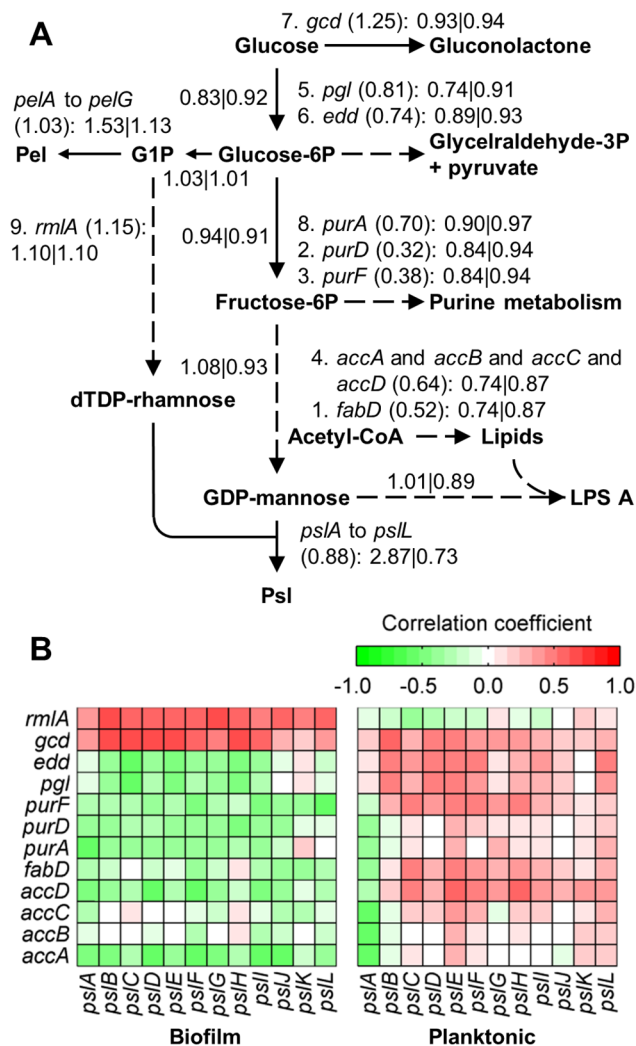 A
7. gcd (1.25): 0.93|0.94
Glucose
Gluconolactone
pelA to pelG
(1.03): 1.53|1.13
0.83|0.92
5. pgl (0.81): 0.74|0.91
6. edd (0.74): 0.89|0.93
Pel
G1P
Glucose-6P
Glycelraldehyde-3P
+ pyruvate
1.03|1.01
9. rmlA (1.15):
1.10|1.10
0.94|0.91
8. purA (0.70): 0.90|0.97
2. purD (0.32): 0.84|0.94
3. purF (0.38): 0.84|0.94
Fructose-6P
Purine metabolism
1.08|0.93
4. accA and accB and accC and
accD (0.64): 0.74|0.87
1. fabD (0.52): 0.74|0.87
dTDP-rhamnose
Acetyl-CoA
Lipids
1.01|0.89
GDP-mannose
LPS A
pslA to pslL
(0.88): 2.87|0.73
Psl
B
Correlation coefficient
-1.0 -0.5 0.0 0.5 1.0
rmlA
gcd
edd
pgl
purF
purD
purA
fabD
accD
accC
accB
accA
pslA pslB pslC pslD pslE pslF pslG pslH pslI pslJ pslK pslL
pslA pslB pslC pslD pslE pslF pslG pslH pslI pslJ pslK pslL
Biofilm
Planktonic